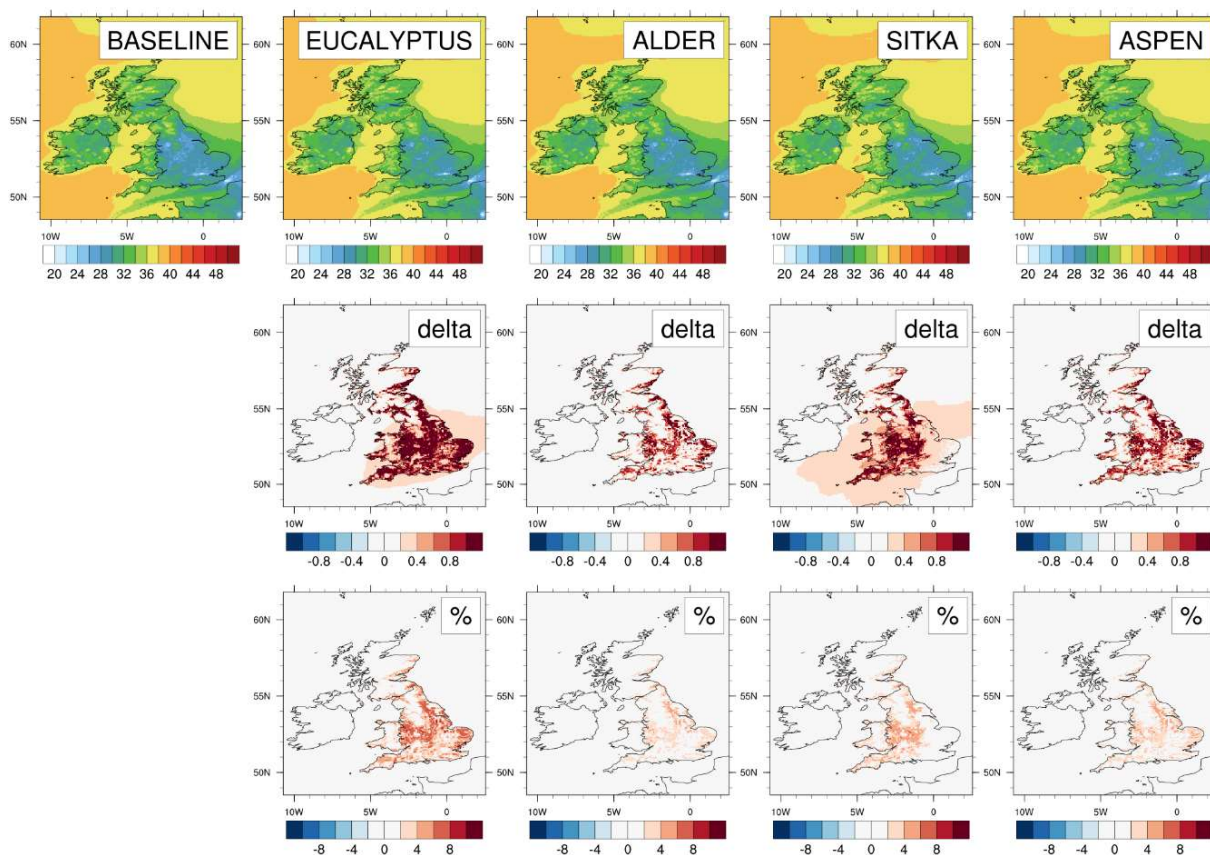 BASELINE EUCALYPTUS ALDER SITKA ASPEN
60N 60N 60N 60N 60N
55N 55N 55N 55N 55N
50N 50N 50N 50N 50N
10W 5W 0 10W 5W 0 10W 5W 0 10W 5W 0 10W 5W 0
20 24 28 32 36 40 44 48 20 24 28 32 36 40 44 48 20 24 28 32 36 40 44 48 20 24 28 32 36 40 44 48 20 24 28 32 36 40 44 48
delta delta delta delta
60N 60N 60N 60N
55N 55N 55N 55N
50N 50N 50N 50N
10W 5W 0 10W 5W 0 10W 5W 0 10W 5W 0
-0.8 -0.4 0 0.4 0.8 -0.8 -0.4 0 0.4 0.8 -0.8 -0.4 0 0.4 0.8 -0.8 -0.4 0 0.4 0.8
% % % %
60N 60N 60N 60N
55N 55N 55N 55N
50N 50N 50N 50N
10W 5W 0 10W 5W 0 10W 5W 0 10W 5W 0
-8 -4 0 4 8 -8 -4 0 4 8 -8 -4 0 4 8 -8 -4 0 4 8